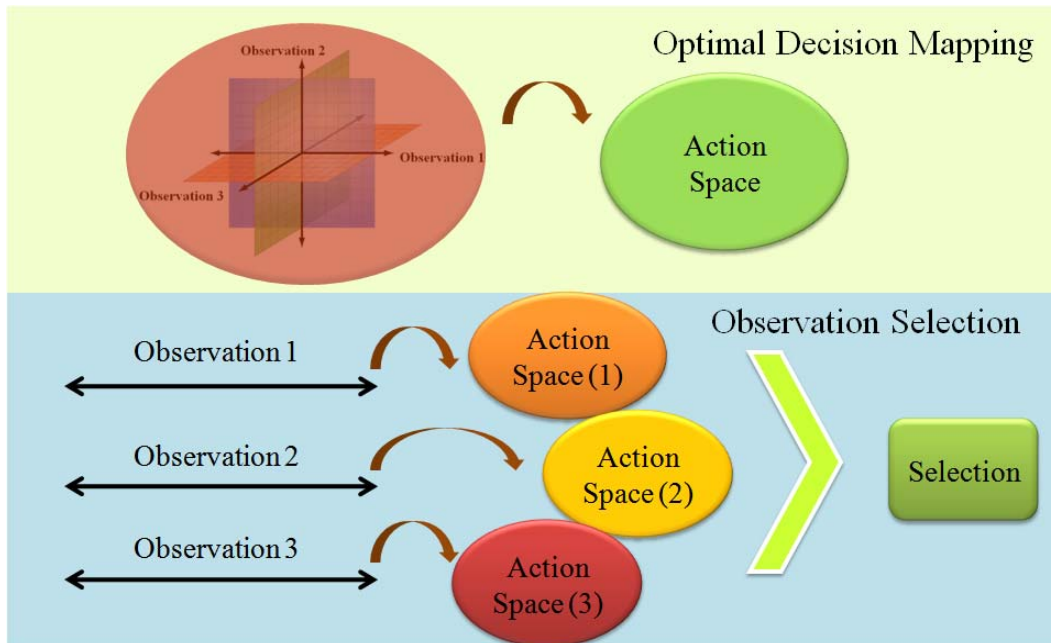 Observation 2
Optimal Decision Mapping
Observation 1
Observation 3
Action
Space
Observation Selection
Observation 1
Action
Space (1)
Observation 2
Action
Space (2)
Selection
Observation 3
Action
Space (3)